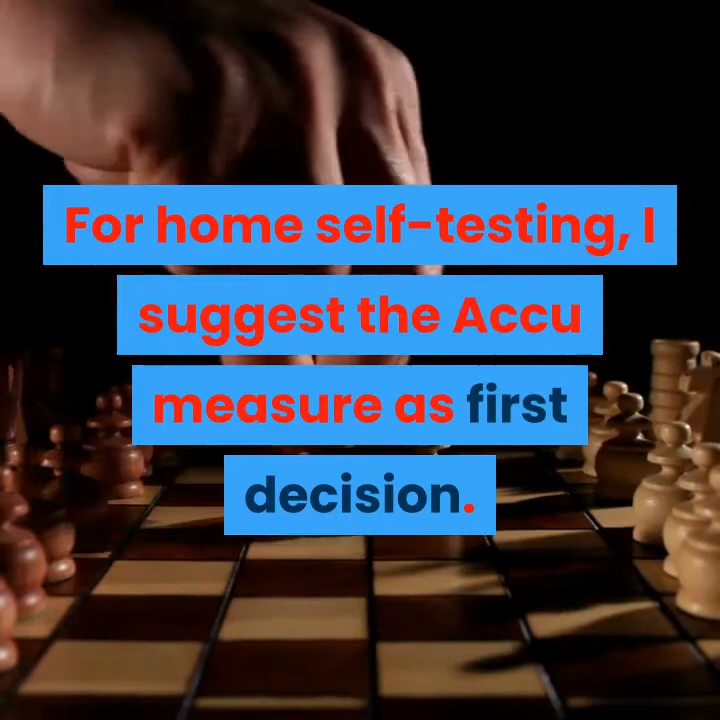 For home self-testing, I
suggest the Accu
measure as first
decision.